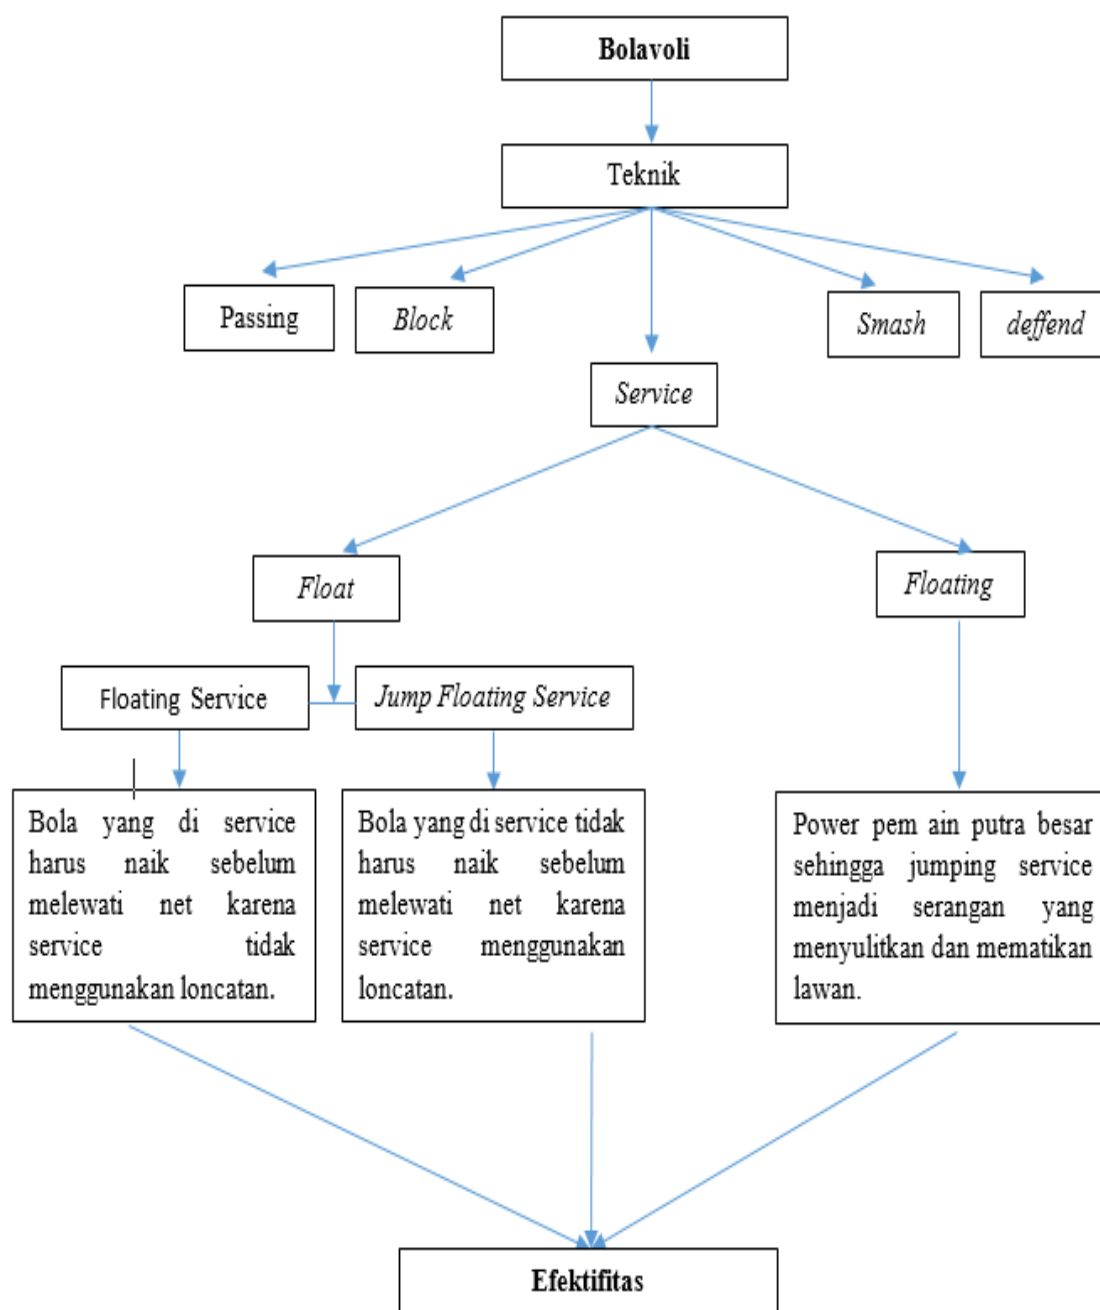 Bolavoli
Teknik
Passing
Block
Smash
deffend
Service
Float
Floating
Floating Service
Jump Floating Service
Bola yang di service
harus naik sebelum
melewati net karena
service tidak
menggunakan loncatan.
Bola yang di service tidak
harus naik sebelum
melewati net karena
service menggunakan
loncatan.
Power pem ain putra besar
sehingga jumping service
menjadi serangan yang
menyulitkan dan mematikan
lawan.
Efektifitas